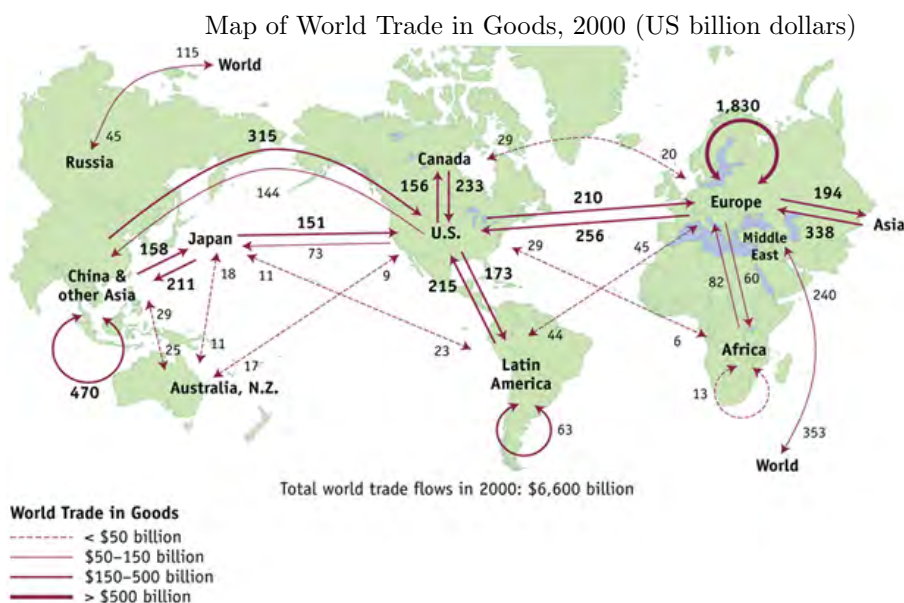 Map of World Trade in Goods, 2000 (US billion dollars)
115
World
45
Russia
315
144
Canada
29
20
1,830
156
233
U.S.
210
256
Europe
194
338
Asia
Middle
East
240
Japan
151
73
158
211
18
11
China &
other Asia
29
25
11
17
9
Australia, N.Z.
470
173
215
29
45
44
82
60
6
23
Latin
America
63
Africa
13
353
World
Total world trade flows in 2000: $6,600 billion
World Trade in Goods
< $50 billion
$50–150 billion
$150–500 billion
> $500 billion